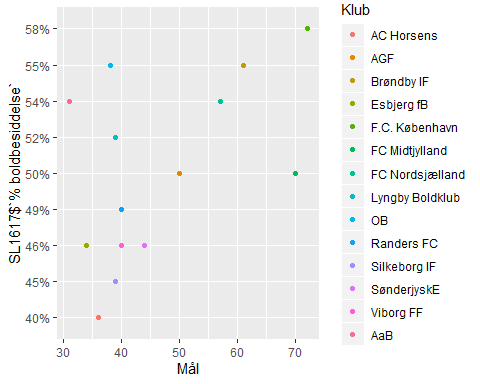 Klub
AC Horsens
AGF
Brøndby IF
Esbjerg fB
F.C. København
FC Midtjylland
FC Nordsjælland
Lyngby Boldklub
OB
Randers FC
Silkeborg IF
SønderjyskE
Viborg FF
AaB
SL1617$`% boldbesiddelse`
58%
55%
54%
52%
50%
49%
46%
45%
40%
30 40 50 60 70
Mål